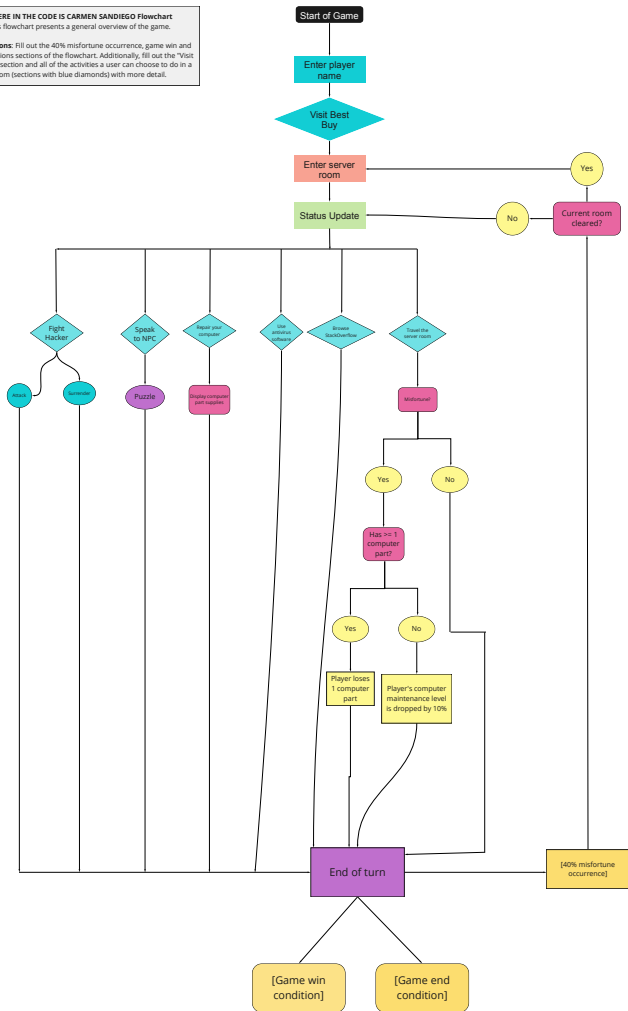 ERE IN THE CODE IS CARMEN SANDIEGO Flowchart
s flowchart presents a general overview of the game.
ons: Fill out the 40% misfortune occurrence, game win and
ions sections of the flowchart. Additionally, fill out the "Visit
section and all of the activities a user can choose to do in a
om (sections with blue diamonds) with more detail.
Start of Game
Enter player
name
Visit Best
Buy
Enter server
room
Yes
Status Update
No
Current room
cleared?
Fight
Hacker
Speak
to NPC
Repair your
computer
Use
antivirus
software
Browse
StackOverflow
Travel the
server room
Attack
Surrender
Puzzle
Display computer
part supplies
Misfortune?
Yes
No
Has >= 1
computer
part?
Yes
No
Player loses
1 computer
part
Player's computer
maintenance level
is dropped by 10%
End of turn
[40% misfortune
occurrence]
[Game win
condition]
[Game end
condition]